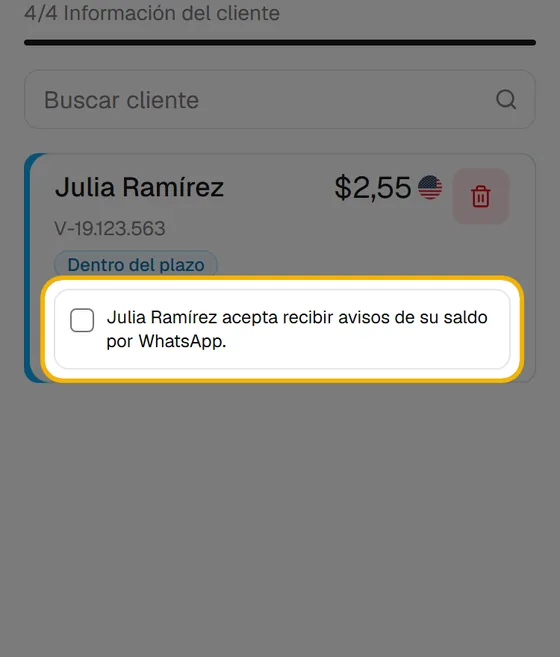 4/4 Información del cliente
Buscar cliente
Julia Ramírez
$2,55
V-19.123.563
Dentro del plazo
Julia Ramírez acepta recibir avisos de su saldo
por WhatsApp.